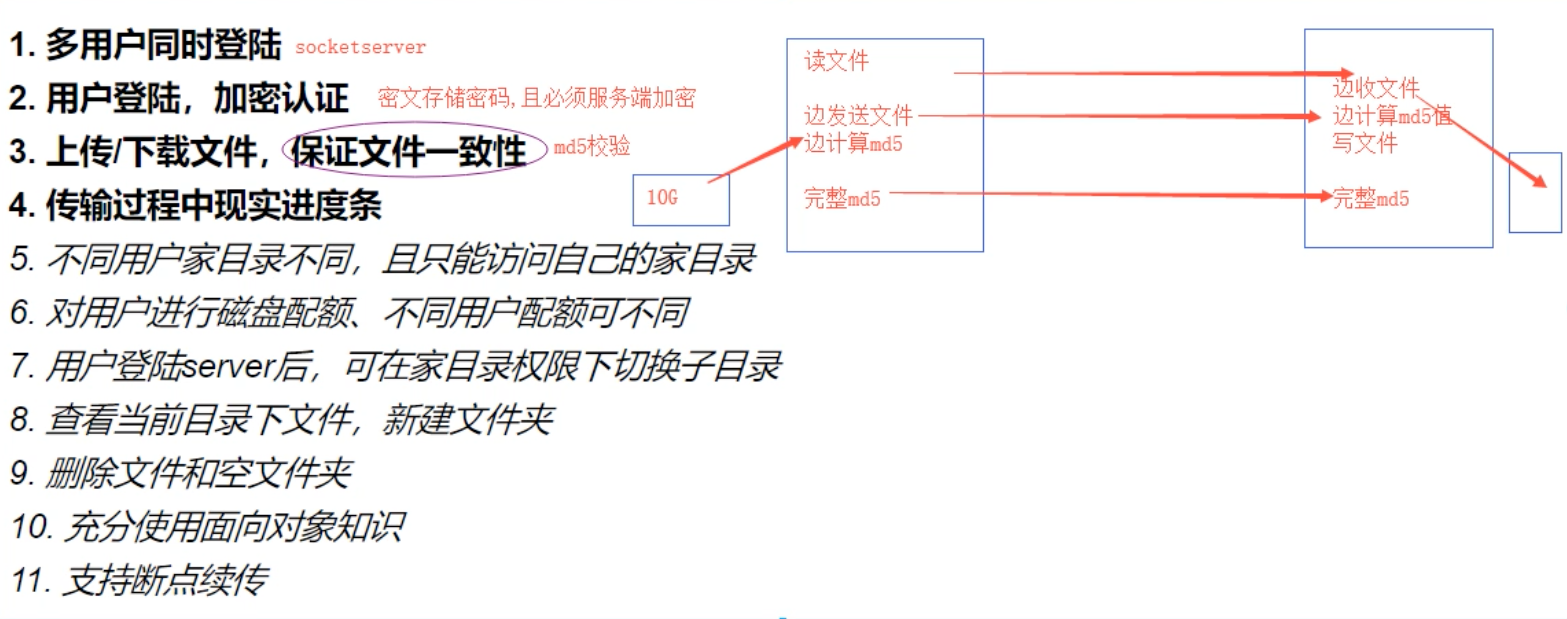 1. 多用户同时登陆 socketserver
2. 用户登陆，加密认证 密文存储密码,且必须服务端加密
3. 上传/下载文件，保证文件一致性 md5校验
4. 传输过程中现实进度条
5. 不同用户家目录不同，且只能访问自己的家目录
6. 对用户进行磁盘配额、不同用户配额可不同
7. 用户登陆server后，可在家目录权限下切换子目录
8. 查看当前目录下文件，新建文件夹
9. 删除文件和空文件夹
10. 充分使用面向对象知识
11. 支持断点续传
10G
读文件
边发送文件
边计算md5
完整md5
边收文件
边计算md5值
写文件
完整md5